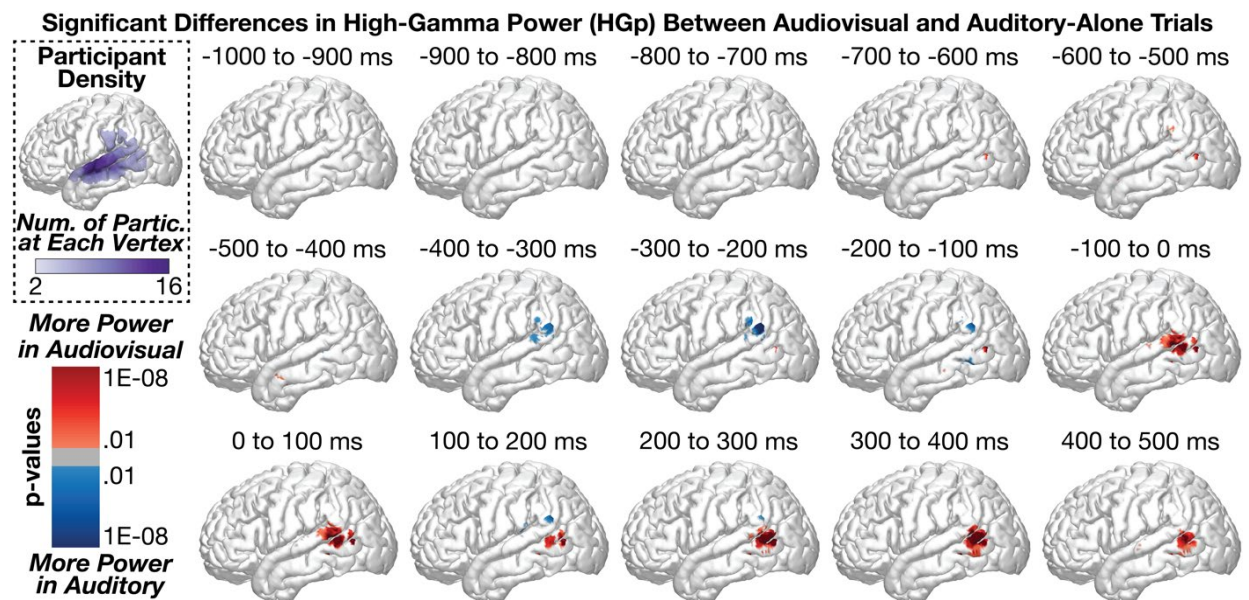 Significant Differences in High-Gamma Power (HGp) Between Audiovisual and Auditory-Alone Trials
Participant
Density
Num. of Partic.
at Each Vertex
2 16
More Power
in Audiovisual
p-values
1E-08
.01
.01
1E-08
More Power
in Auditory
-1000 to -900 ms
-900 to -800 ms
-800 to -700 ms
-700 to -600 ms
-600 to -500 ms
-500 to -400 ms
-400 to -300 ms
-300 to -200 ms
-200 to -100 ms
-100 to 0 ms
0 to 100 ms
100 to 200 ms
200 to 300 ms
300 to 400 ms
400 to 500 ms